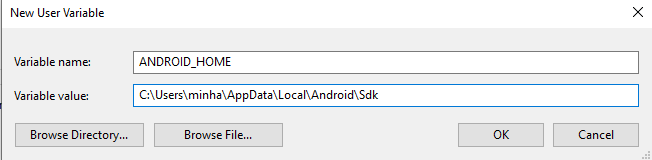 New User Variable
Variable name: ANDROID_HOME
Variable value: C:\Users\minha\AppData\Local\Android\Sdk
Browse Directory... Browse File... OK Cancel